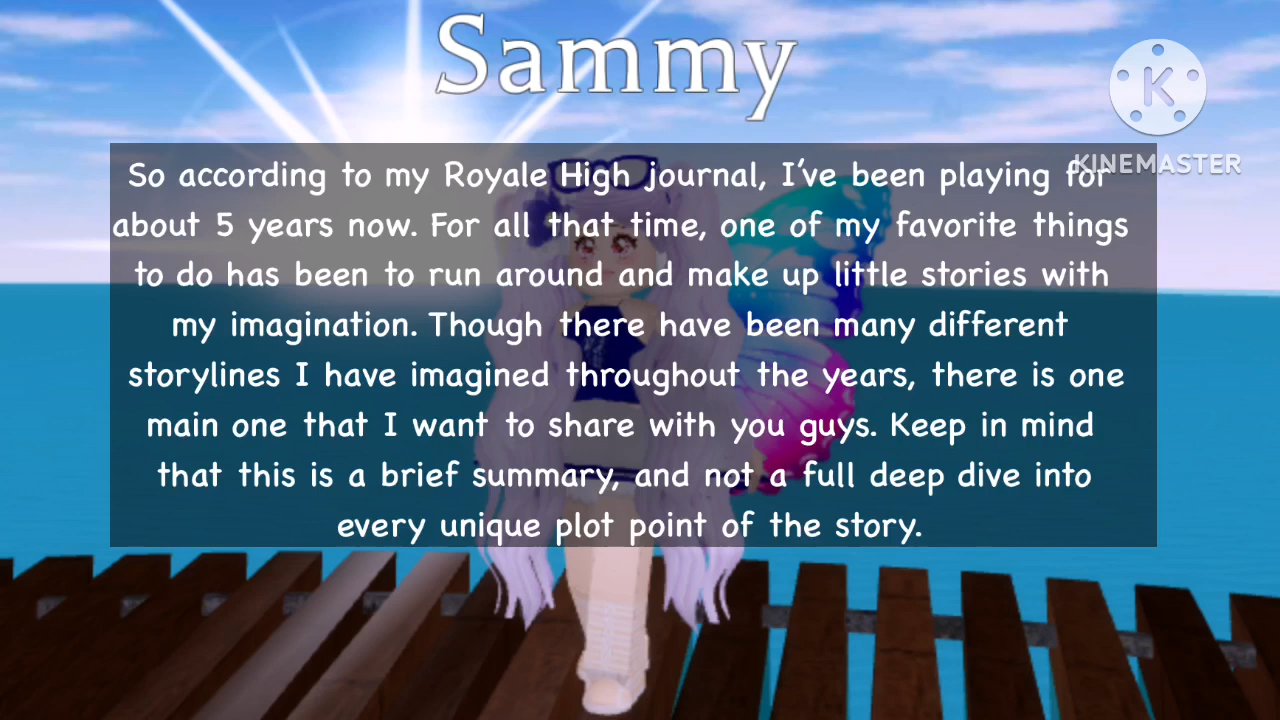 Sammy
K
KINEMASTER
So according to my Royale High journal, I've been playing for
about 5 years now. For all that time, one of my favorite things
to do has been to run around and make up little stories with
my imagination. Though there have been many different
storylines I have imagined throughout the years, there is one
main one that I want to share with you guys. Keep in mind
that this is a brief summary, and not a full deep dive into
every unique plot point of the story.